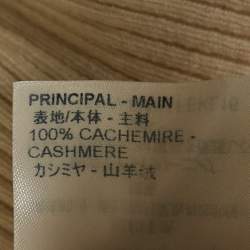 PRINCIPAL - MAIN
表地/本体 - 主料
100% CACHEMIRE -
CASHMERE
カシミヤ - 山羊绒